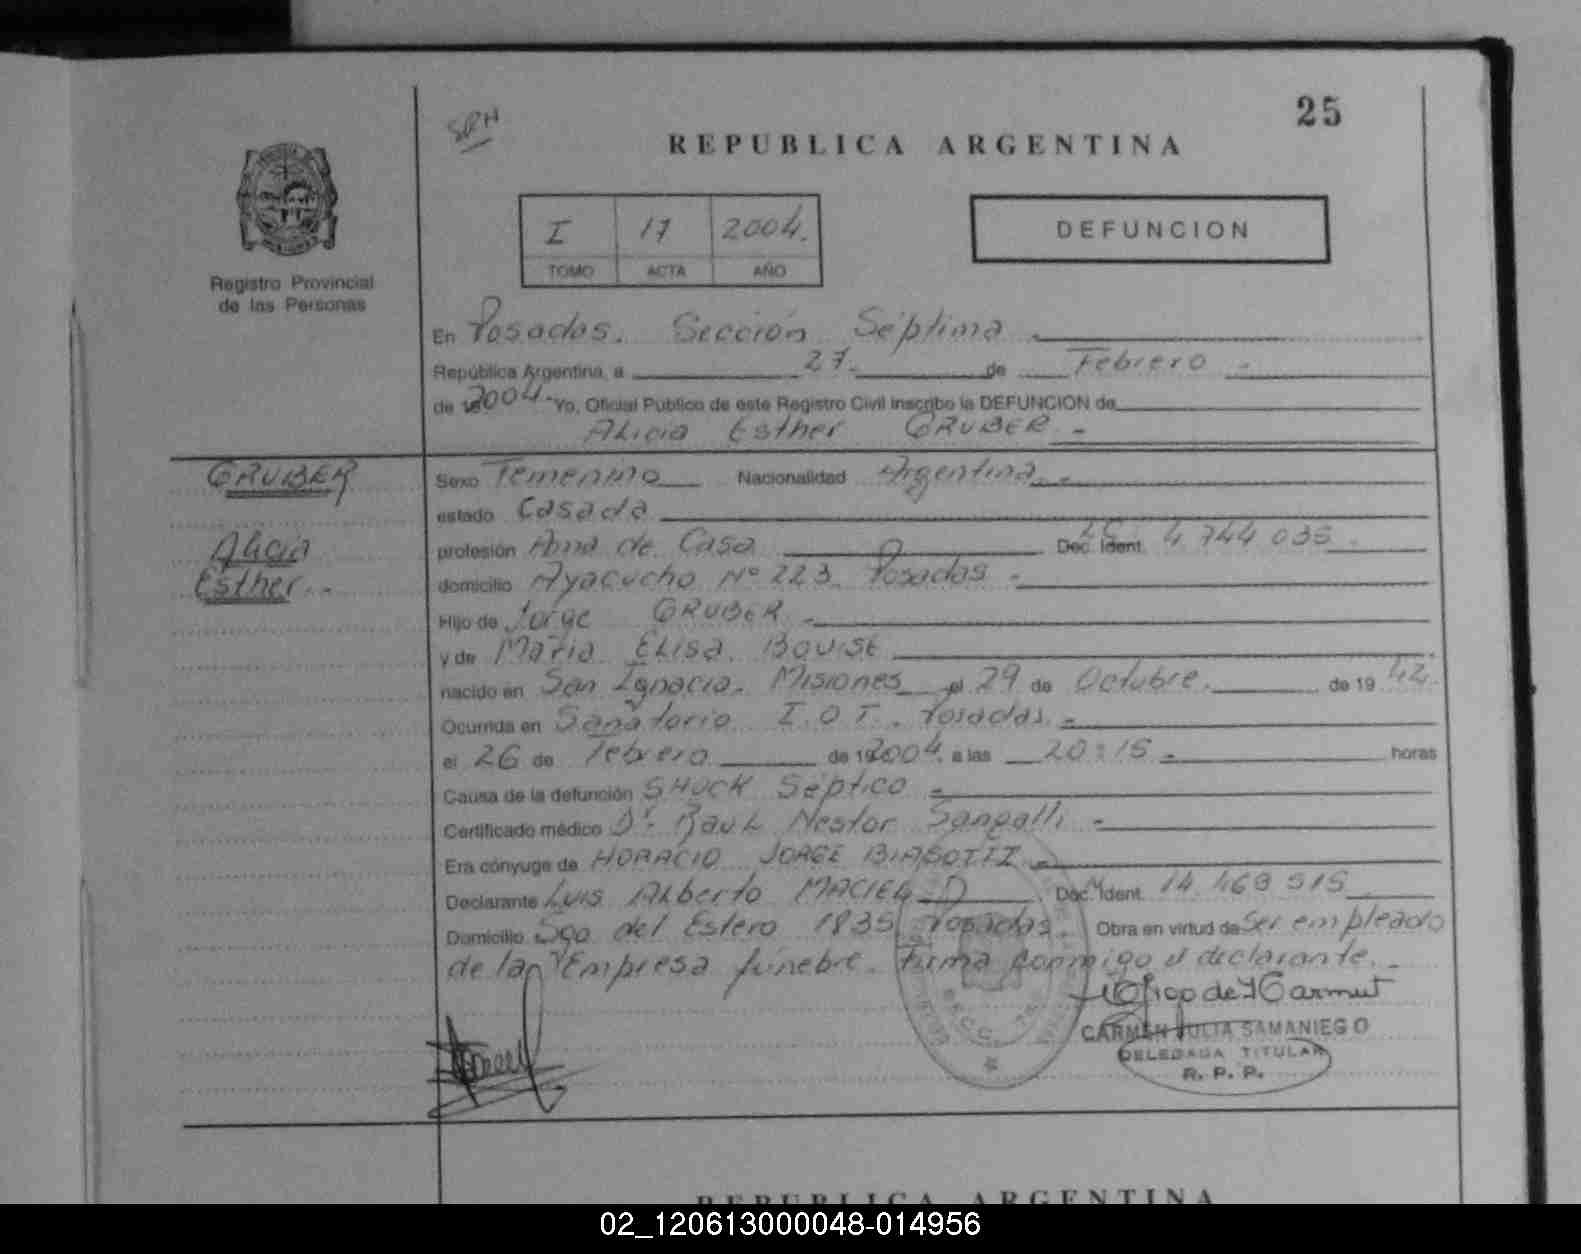 25
REPUBLICA ARGENTINA
I 17 2004.
TOMO ACTA AÑO
DEFUNCION
Registro Provincial
de las Personas
En Posadas. Sección Séptima
República Argentina, a 27. de Febrero -
de 2004.- Yo, Oficial Público de este Registro Civil inscribo la DEFUNCION de
Alicia Esther GRUBER -
GRUBER
Alicia
Esther. -
Sexo Femenino Nacionalidad Argentina. -
estado Casada
profesión Ama de Casa Doc. Ident. LC 4 744 035 -
domicilio Ayacucho Nº 223 Posadas -
Hijo de Jorge GRUBER -
y de Maria Elisa
nacido en San Ignacio. Misiones el 29 de Octubre. de 19 42.
Ocurrida en Sanatorio I.O.T. Posadas. -
el 26 de Febrero de 2004. a las 20:15 - horas
Causa de la defunción SHOCK Séptico -
Certificado médico Dr. Raul Nestor Sangalli -
Era cónyuge de HORACIO JORGE -
Declarante Luis Alberto MACIEL Doc. Ident. 14 469 515
Domicilio Sgo del Estero 1835 Posadas. Obra en virtud de Ser empleado
de la Empresa fúnebre. Firma conmigo el declarante. -
CARMEN JULIA SAMANIEGO
DELEGADA TITULAR
R. P. P.
REPUBLICA ARGENTINA
02_120613000048-014956